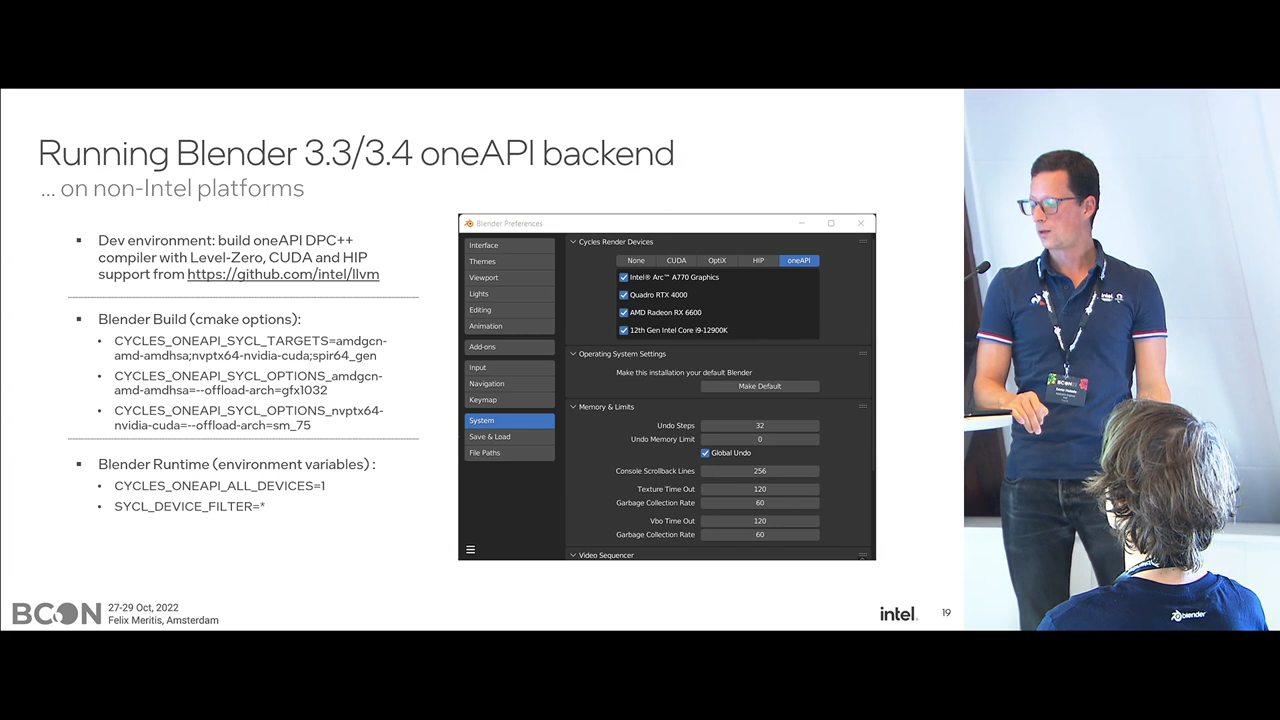 Running Blender 3.3/3.4 oneAPI backend
... on non-Intel platforms
▪ Dev environment: build oneAPI DPC++
compiler with Level-Zero, CUDA and HIP
support from https://github.com/intel/llvm
▪ Blender Build (cmake options):
• CYCLES_ONEAPI_SYCL_TARGETS=amdgcn-
amd-amdhsa;nvptx64-nvidia-cuda;spir64_gen
• CYCLES_ONEAPI_SYCL_OPTIONS_amdgcn-
amd-amdhsa=--offload-arch=gfx1032
• CYCLES_ONEAPI_SYCL_OPTIONS_nvptx64-
nvidia-cuda=--offload-arch=sm_75
▪ Blender Runtime (environment variables) :
• CYCLES_ONEAPI_ALL_DEVICES=1
• SYCL_DEVICE_FILTER=*
Blender Preferences
Interface
Themes
Viewport
Lights
Editing
Animation
Add-ons
Input
Navigation
Keymap
System
Save & Load
File Paths
Cycles Render Devices
None CUDA OptiX HIP oneAPI
Intel® Arc™ A770 Graphics
Quadro RTX 4000
AMD Radeon RX 6600
12th Gen Intel Core i9-12900K
Operating System Settings
Make this installation your default Blender
Make Default
Memory & Limits
Undo Steps 32
Undo Memory Limit 0
Global Undo
Console Scrollback Lines 256
Texture Time Out 120
Garbage Collection Rate 60
Vbo Time Out 120
Garbage Collection Rate 60
Video Sequencer
BCON
27-29 Oct, 2022
Felix Meritis, Amsterdam
intel.
19
intel
BCON
blender